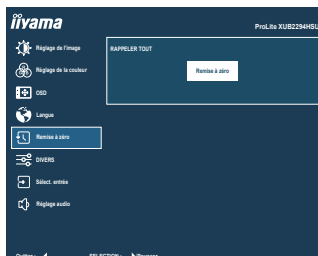 iiyama
ProLite XUB2294HSU
Réglage de l'image
RAPPELER TOUT
Remise à zéro
Réglage de la couleur
OSD
Langue
Remise à zéro
DIVERS
Sélect. entrée
Réglage audio
SELECTION :